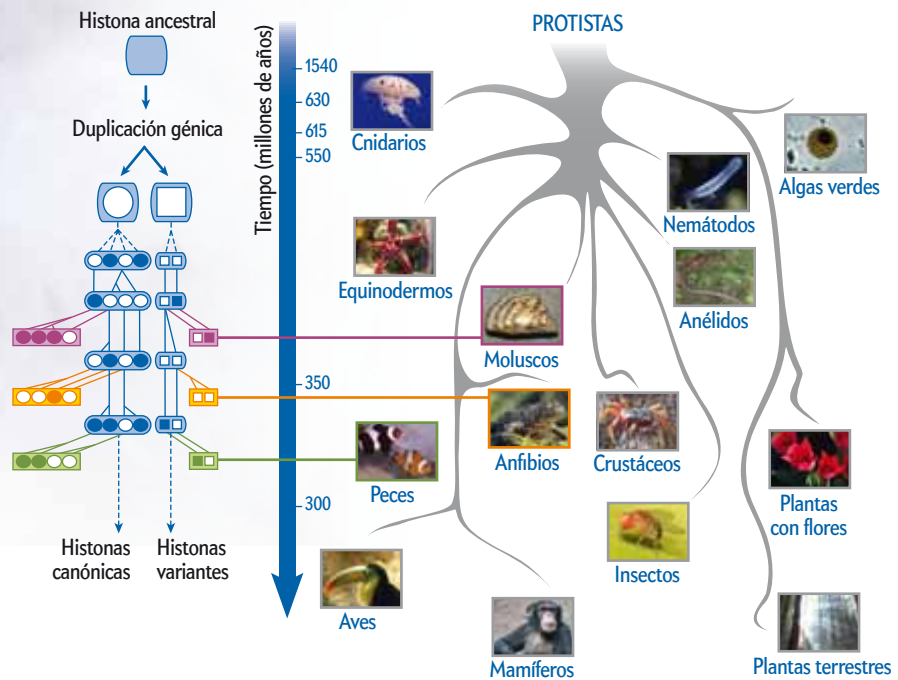 Histona ancestral
Duplicación génica
Histonas
canónicas
Histonas
variantes
Tiempo (millones de años)
1540
630
615
550
350
300
PROTISTAS
Cnidarios
Algas verdes
Nemátodos
Equinodermos
Anélidos
Moluscos
Anfibios
Crustáceos
Peces
Plantas
con flores
Insectos
Aves
Mamíferos
Plantas terrestres